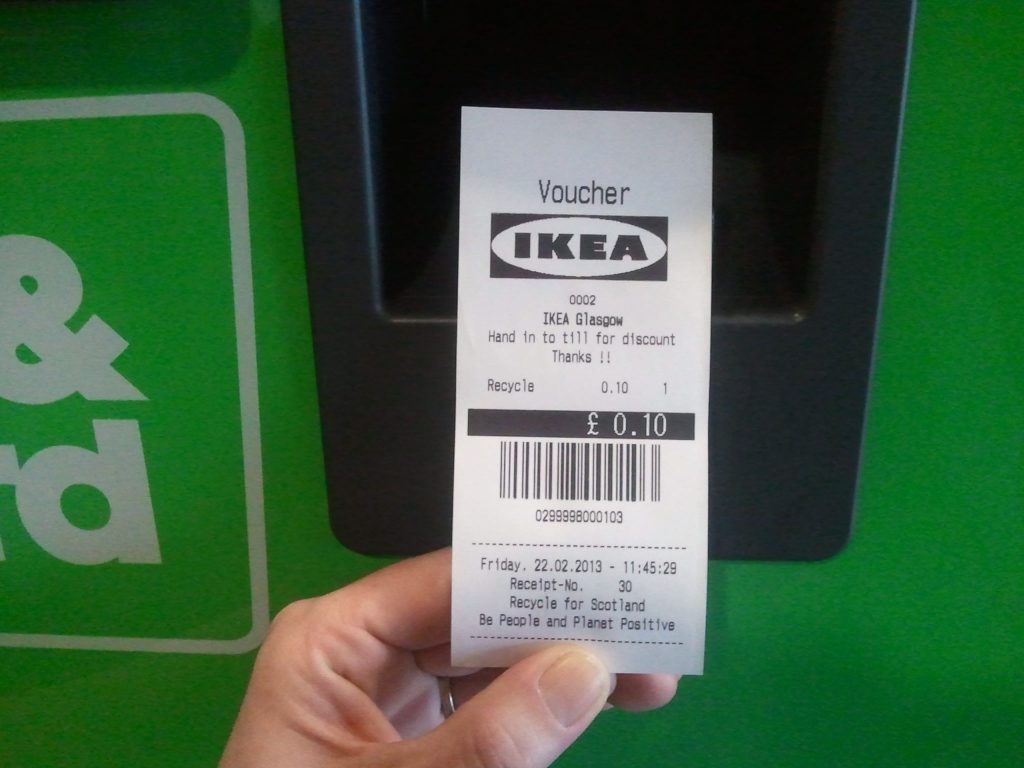 &
rd
Voucher
IKEA
0002
IKEA Glasgow
Hand in to till for discount
Thanks !!
Recycle 0.10 1
£ 0.10
0299998000103
Friday. 22.02.2013 - 11:45:29
Receipt-No. 30
Recycle for Scotland
Be People and Planet Positive